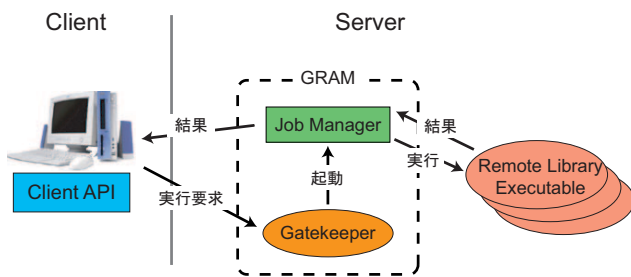 Client
Server
GRAM
結果
Job Manager
結果
実行
起動
Remote Library
Executable
Client API
実行要求
Gatekeeper